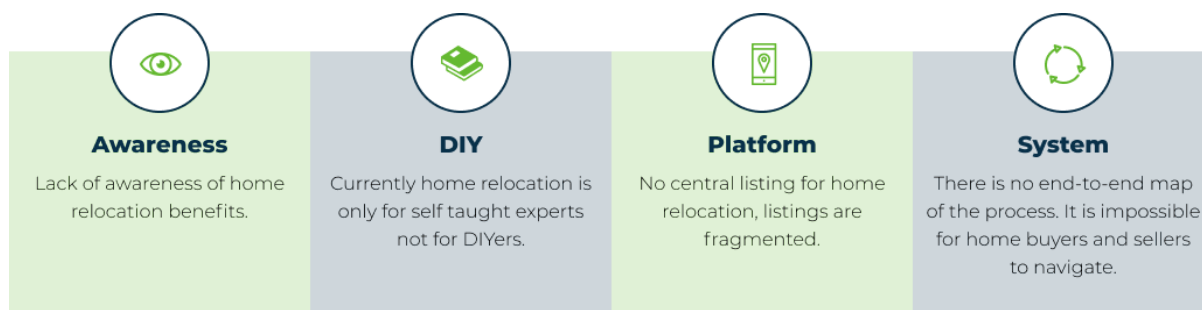 Awareness
Lack of awareness of home
relocation benefits.
DIY
Currently home relocation is
only for self taught experts
not for DIYers.
Platform
No central listing for home
relocation, listings are
fragmented.
System
There is no end-to-end map
of the process. It is impossible
for home buyers and sellers
to navigate.